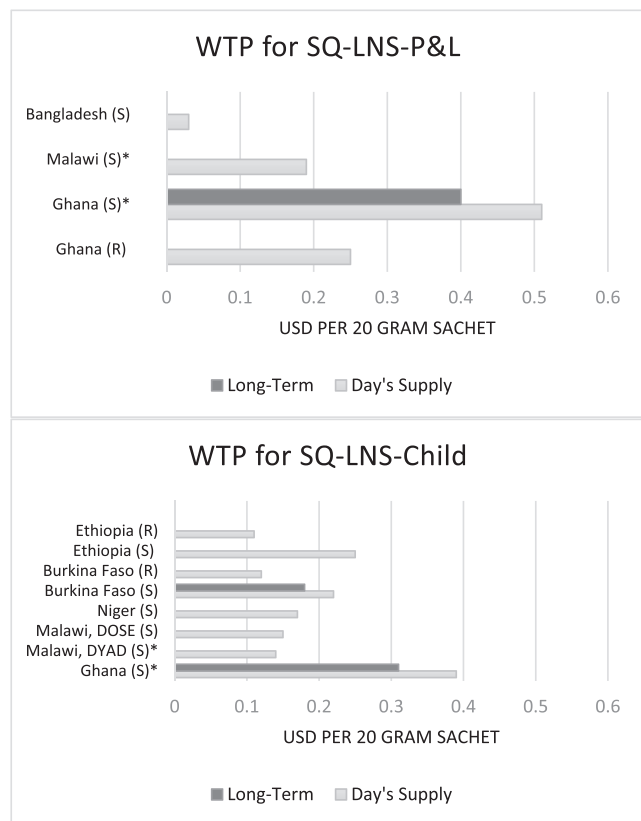 WTP for SQ-LNS-P&L
Bangladesh (S)
Malawi (S)*
Ghana (S)*
Ghana (R)
0 0.1 0.2 0.3 0.4 0.5 0.6
USD PER 20 GRAM SACHET
Long-Term Day's Supply
WTP for SQ-LNS-Child
Ethiopia (R)
Ethiopia (S)
Burkina Faso (R)
Burkina Faso (S)
Niger (S)
Malawi, DOSE (S)
Malawi, DYAD (S)*
Ghana (S)*
0 0.1 0.2 0.3 0.4 0.5 0.6
USD PER 20 GRAM SACHET
Long-Term Day's Supply